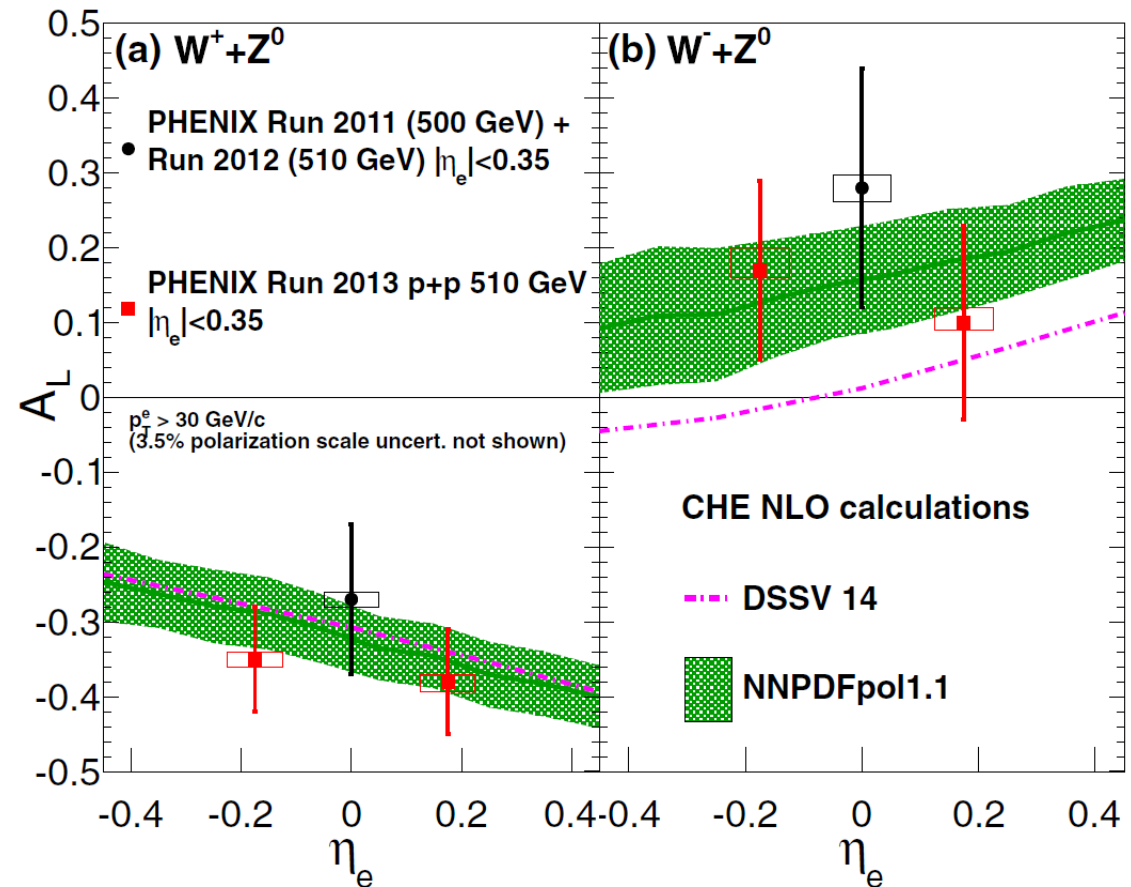 (a) W⁺+Z⁰
PHENIX Run 2011 (500 GeV) +
Run 2012 (510 GeV) |ηₑ|<0.35
PHENIX Run 2013 p+p 510 GeV
|ηₑ|<0.35
p_T^e > 30 GeV/c
(3.5% polarization scale uncert. not shown)
(b) W⁻+Z⁰
CHE NLO calculations
DSSV 14
NNPDFpol1.1
A_L
0.5
0.4
0.3
0.2
0.1
0
-0.1
-0.2
-0.3
-0.4
-0.5
-0.4 -0.2 0 0.2 0.4
-0.4 -0.2 0 0.2 0.4
ηₑ
ηₑ